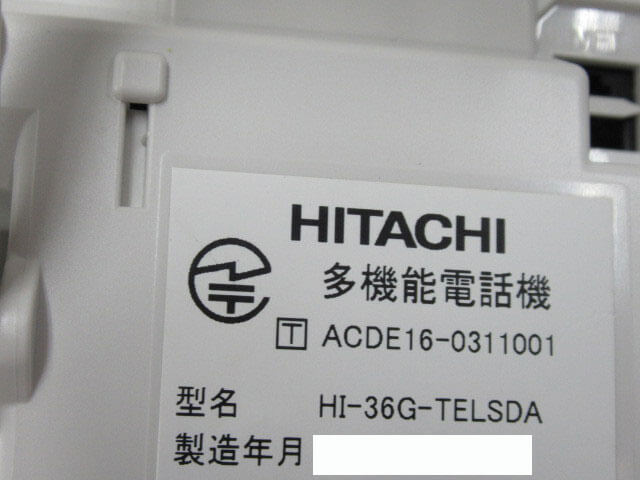 HITACHI
多機能電話機
T ACDE16-0311001
型名 HI-36G-TELSDA
製造年月